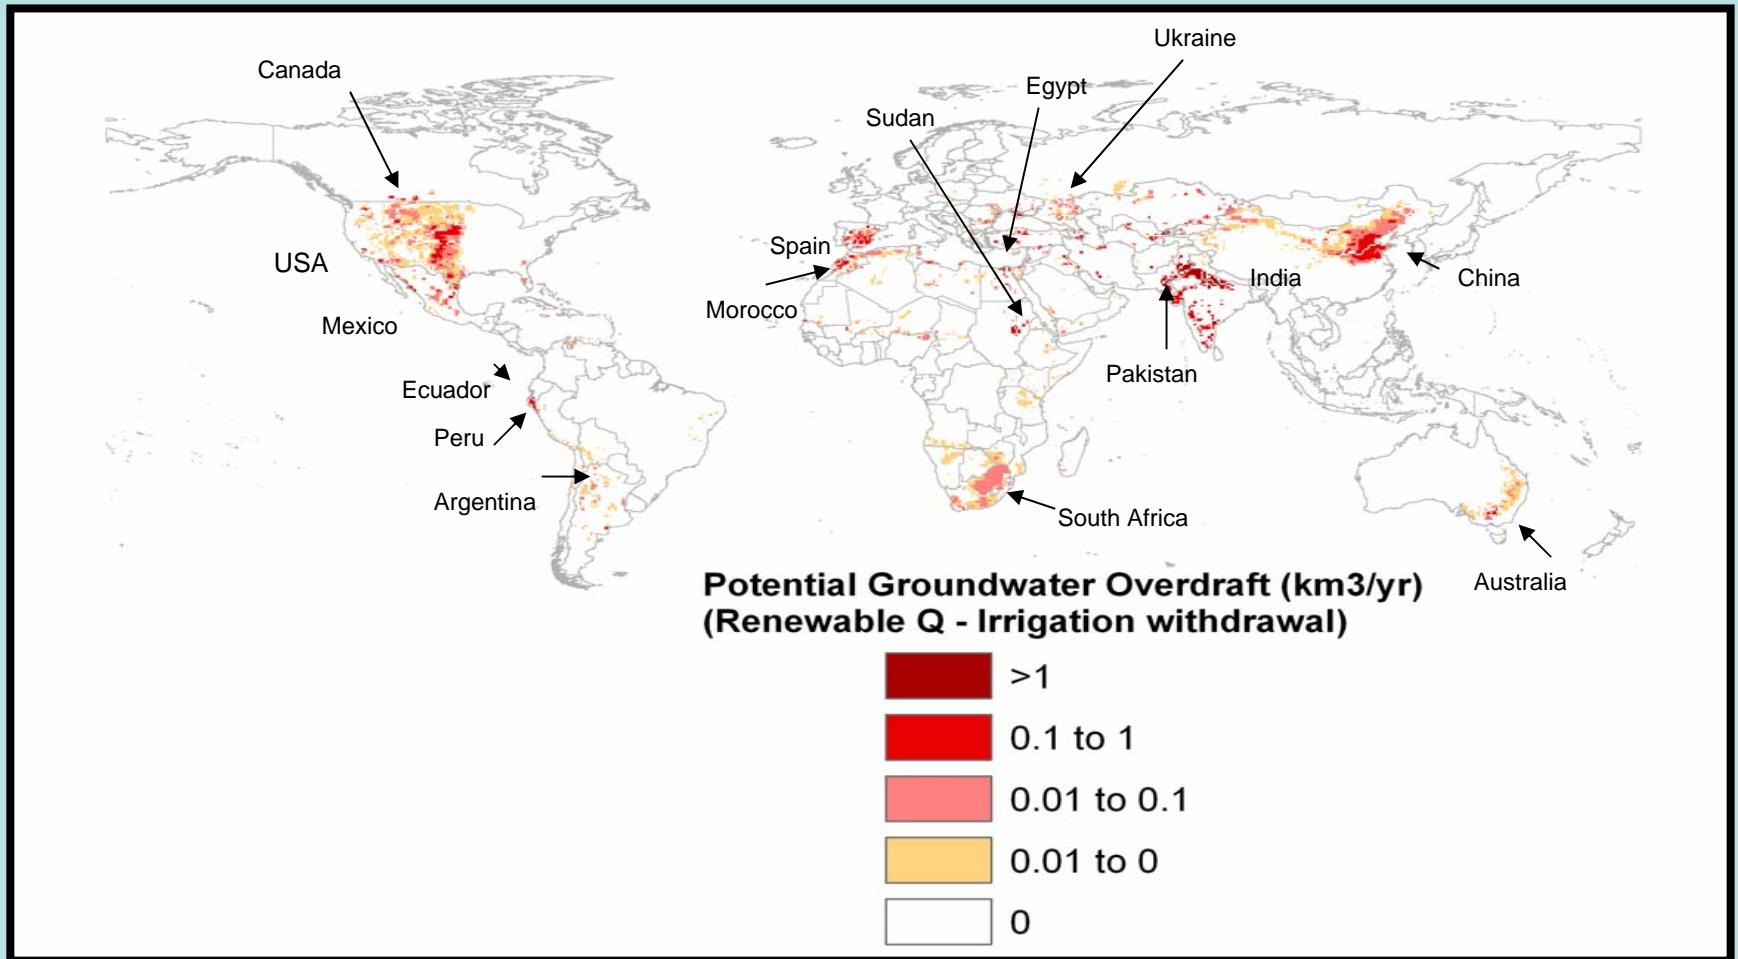 Ukraine
Canada
Egypt
Sudan
Spain
USA
India
China
Morocco
Mexico
Pakistan
Ecuador
Peru
Argentina
South Africa
Australia
Potential Groundwater Overdraft (km3/yr)
(Renewable Q - Irrigation withdrawal)
>1
0.1 to 1
0.01 to 0.1
0.01 to 0
0